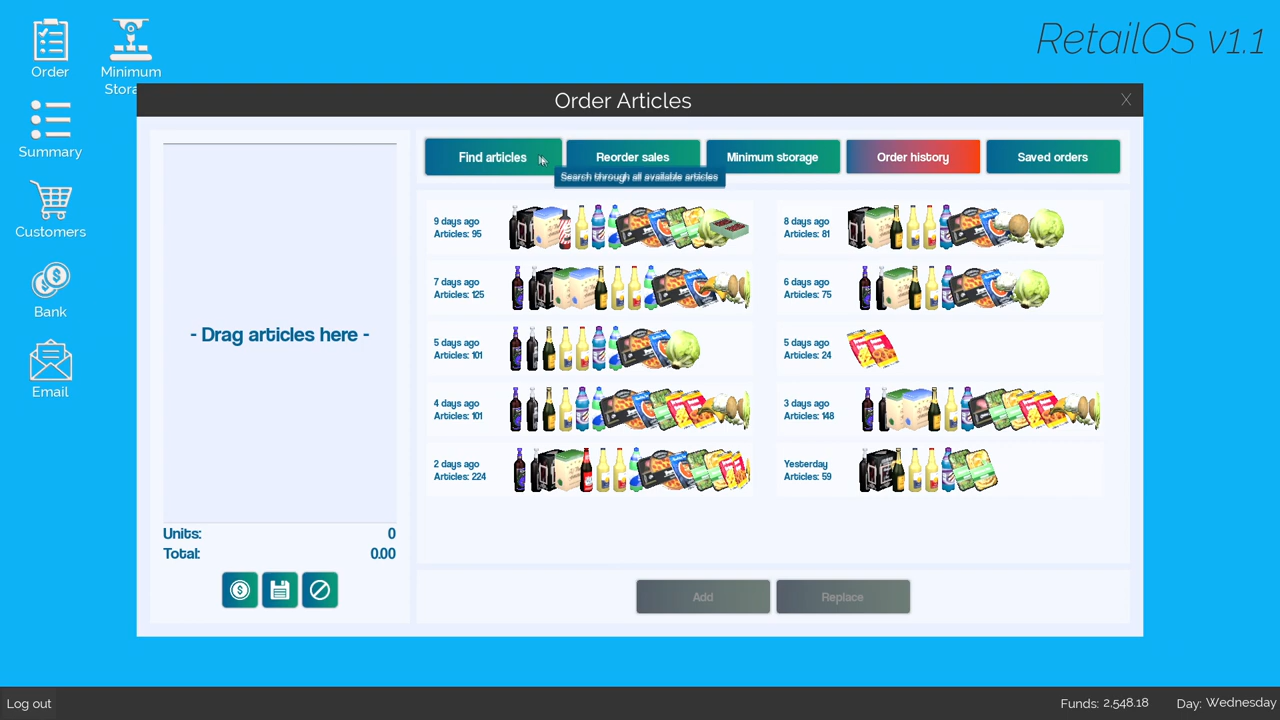 RetailOS v1.1
Order
Minimum
Stora
Summary
Customers
Bank
Email
Order Articles
X
Find articles
Reorder sales
Minimum storage
Order history
Saved orders
Search through all available articles
- Drag articles here -
9 days ago
Articles: 95
8 days ago
Articles: 81
7 days ago
Articles: 125
6 days ago
Articles: 75
5 days ago
Articles: 101
5 days ago
Articles: 24
4 days ago
Articles: 101
3 days ago
Articles: 148
2 days ago
Articles: 224
Yesterday
Articles: 59
Units: 0
Total: 0.00
Add
Replace
Log out
Funds: 2,548.18
Day: Wednesday